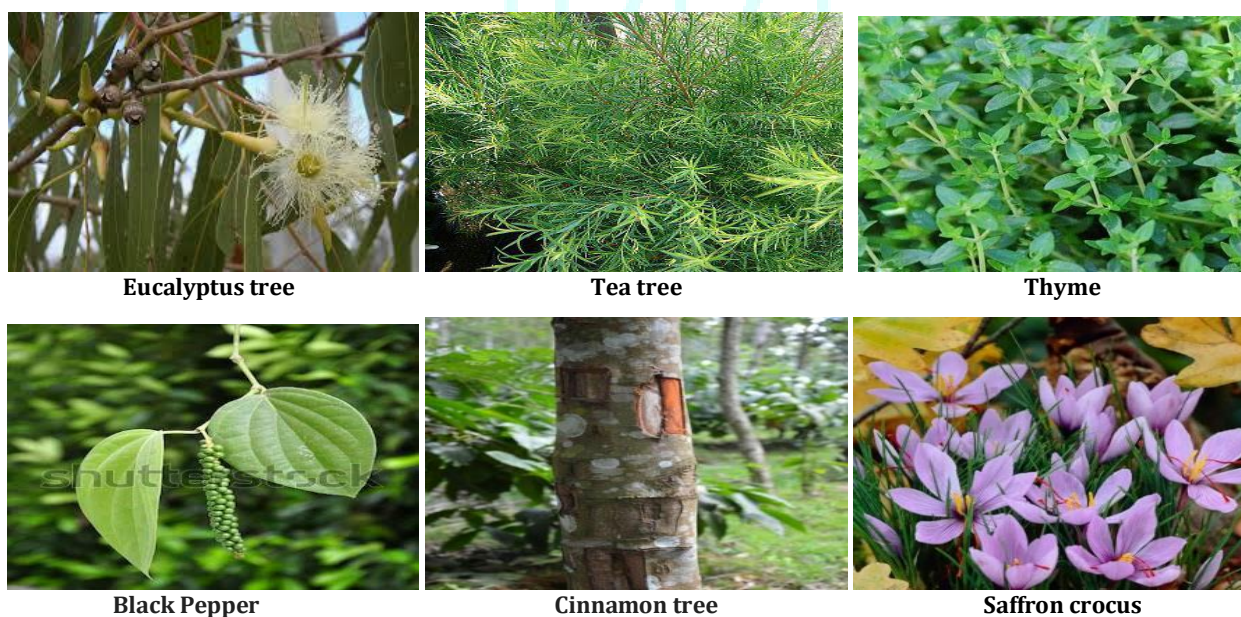 Eucalyptus tree
Tea tree
Thyme
shutterstock
Black Pepper
Cinnamon tree
Saffron crocus